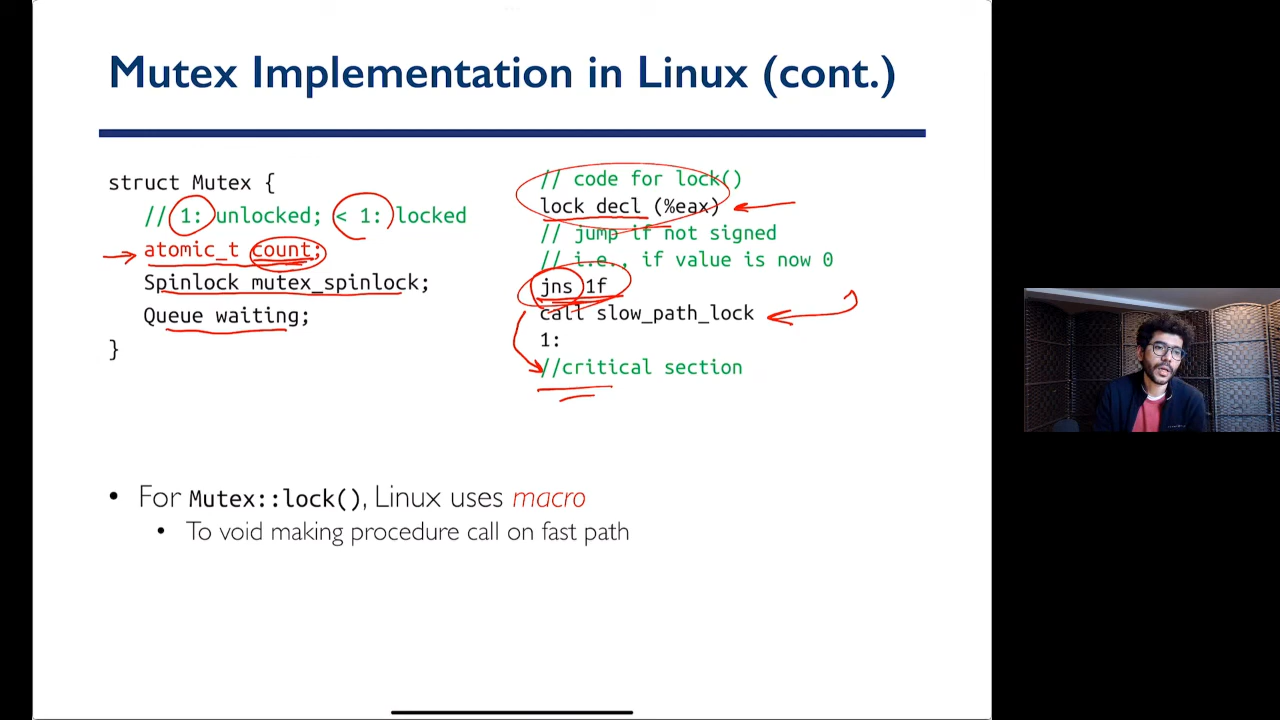 Mutex Implementation in Linux (cont.)
struct Mutex {
// 1: unlocked; < 1: locked
atomic_t count;
Spinlock mutex_spinlock;
Queue waiting;
}
// code for lock()
lock decl (%eax)
// jump if not signed
// i.e., if value is now 0
jns 1f
call slow_path_lock
1:
//critical section
• For Mutex::lock(), Linux uses macro
• To void making procedure call on fast path